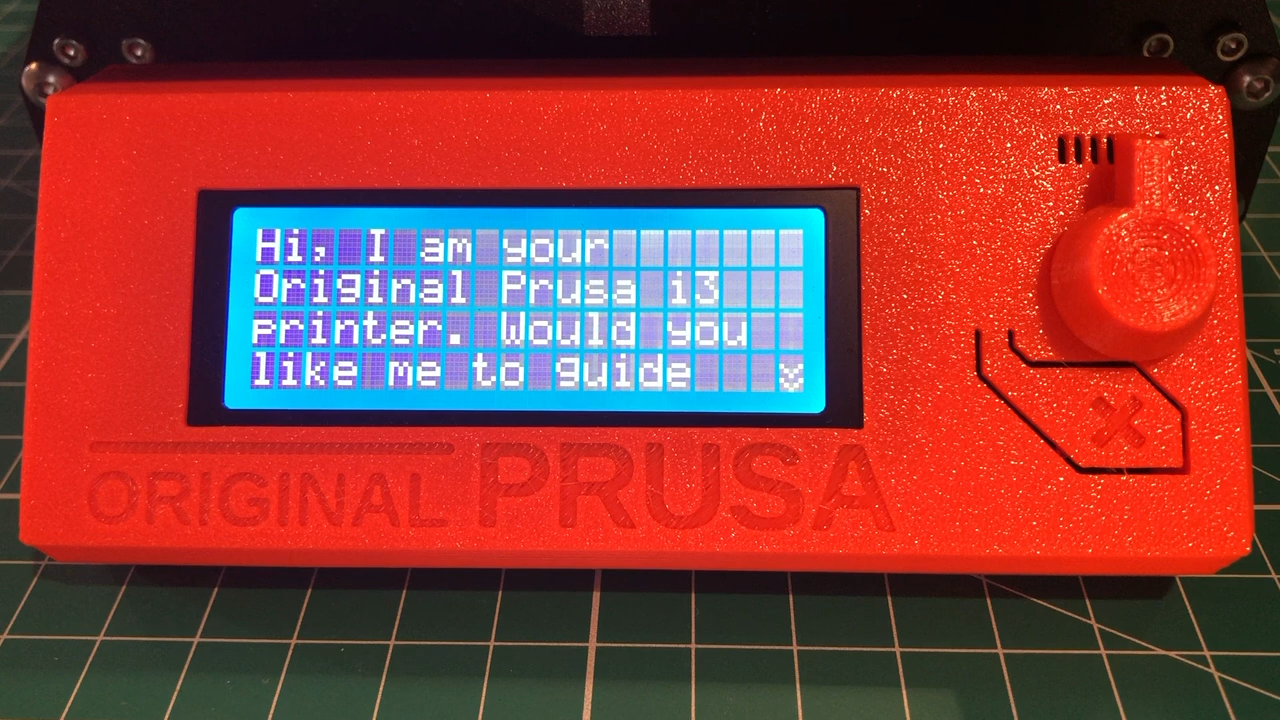 Hi, I am your
Original Prusa i3
printer. Would you
like me to guide
ORIGINAL PRUSA